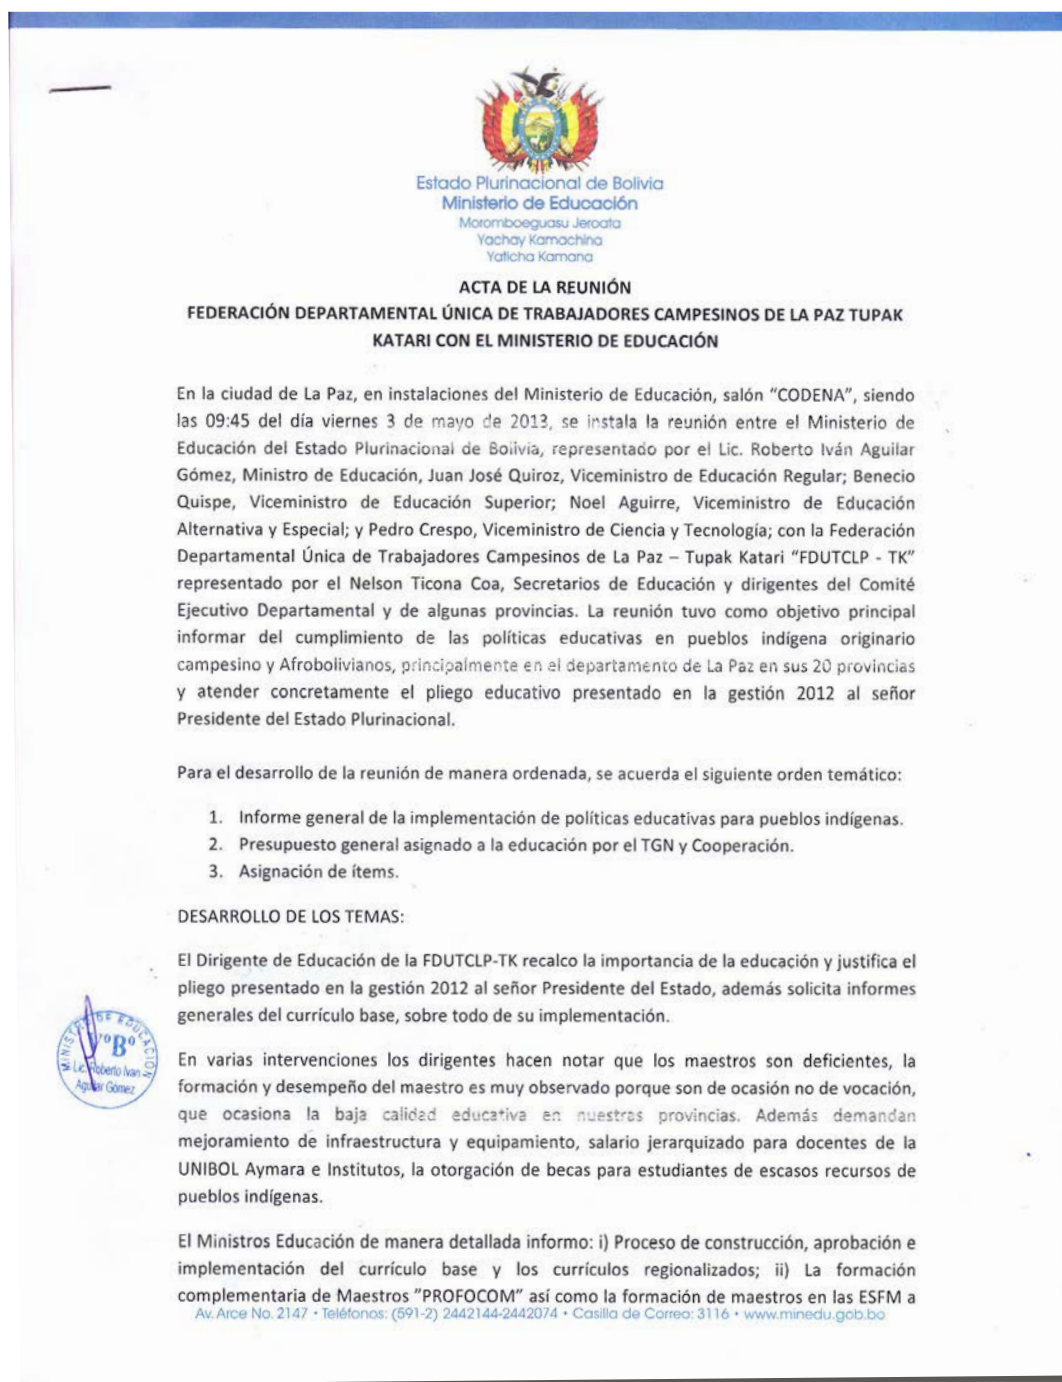 Estado Plurinacional de Bolivia
Ministerio de Educación
Moromboeguasu Jeroata
Yachay Kamachina
Yaticha Kamana
ACTA DE LA REUNIÓN
FEDERACIÓN DEPARTAMENTAL ÚNICA DE TRABAJADORES CAMPESINOS DE LA PAZ TUPAK
KATARI CON EL MINISTERIO DE EDUCACIÓN
En la ciudad de La Paz, en instalaciones del Ministerio de Educación, salón "CODENA", siendo
las 09:45 del día viernes 3 de mayo de 2013, se instala la reunión entre el Ministerio de
Educación del Estado Plurinacional de Bolivia, representado por el Lic. Roberto Iván Aguilar
Gómez, Ministro de Educación, Juan José Quiroz, Viceministro de Educación Regular; Benecio
Quispe, Viceministro de Educación Superior; Noel Aguirre, Viceministro de Educación
Alternativa y Especial; y Pedro Crespo, Viceministro de Ciencia y Tecnología; con la Federación
Departamental Única de Trabajadores Campesinos de La Paz – Tupak Katari "FDUTCLP - TK"
representado por el Nelson Ticona Coa, Secretarios de Educación y dirigentes del Comité
Ejecutivo Departamental y de algunas provincias. La reunión tuvo como objetivo principal
informar del cumplimiento de las políticas educativas en pueblos indígena originario
campesino y Afrobolivianos, principalmente en el departamento de La Paz en sus 20 provincias
y atender concretamente el pliego educativo presentado en la gestión 2012 al señor
Presidente del Estado Plurinacional.
Para el desarrollo de la reunión de manera ordenada, se acuerda el siguiente orden temático:
1. Informe general de la implementación de políticas educativas para pueblos indígenas.
2. Presupuesto general asignado a la educación por el TGN y Cooperación.
3. Asignación de ítems.
DESARROLLO DE LOS TEMAS:
El Dirigente de Educación de la FDUTCLP-TK recalco la importancia de la educación y justifica el
pliego presentado en la gestión 2012 al señor Presidente del Estado, además solicita informes
generales del currículo base, sobre todo de su implementación.
MINISTRO DE EDUCACIÓN
VºBº
Lic. Roberto Ivan
Aguilar Gómez
En varias intervenciones los dirigentes hacen notar que los maestros son deficientes, la
formación y desempeño del maestro es muy observado porque son de ocasión no de vocación,
que ocasiona la baja calidad educativa en nuestras provincias. Además demandan
mejoramiento de infraestructura y equipamiento, salario jerarquizado para docentes de la
UNIBOL Aymara e Institutos, la otorgación de becas para estudiantes de escasos recursos de
pueblos indígenas.
El Ministros Educación de manera detallada informo: i) Proceso de construcción, aprobación e
implementación del currículo base y los currículos regionalizados; ii) La formación
complementaria de Maestros "PROFOCOM" así como la formación de maestros en las ESFM a
Av. Arce No. 2147 • Teléfonos: (591-2) 2442144-2442074 • Casilla de Correo: 3116 • www.minedu.gob.bo